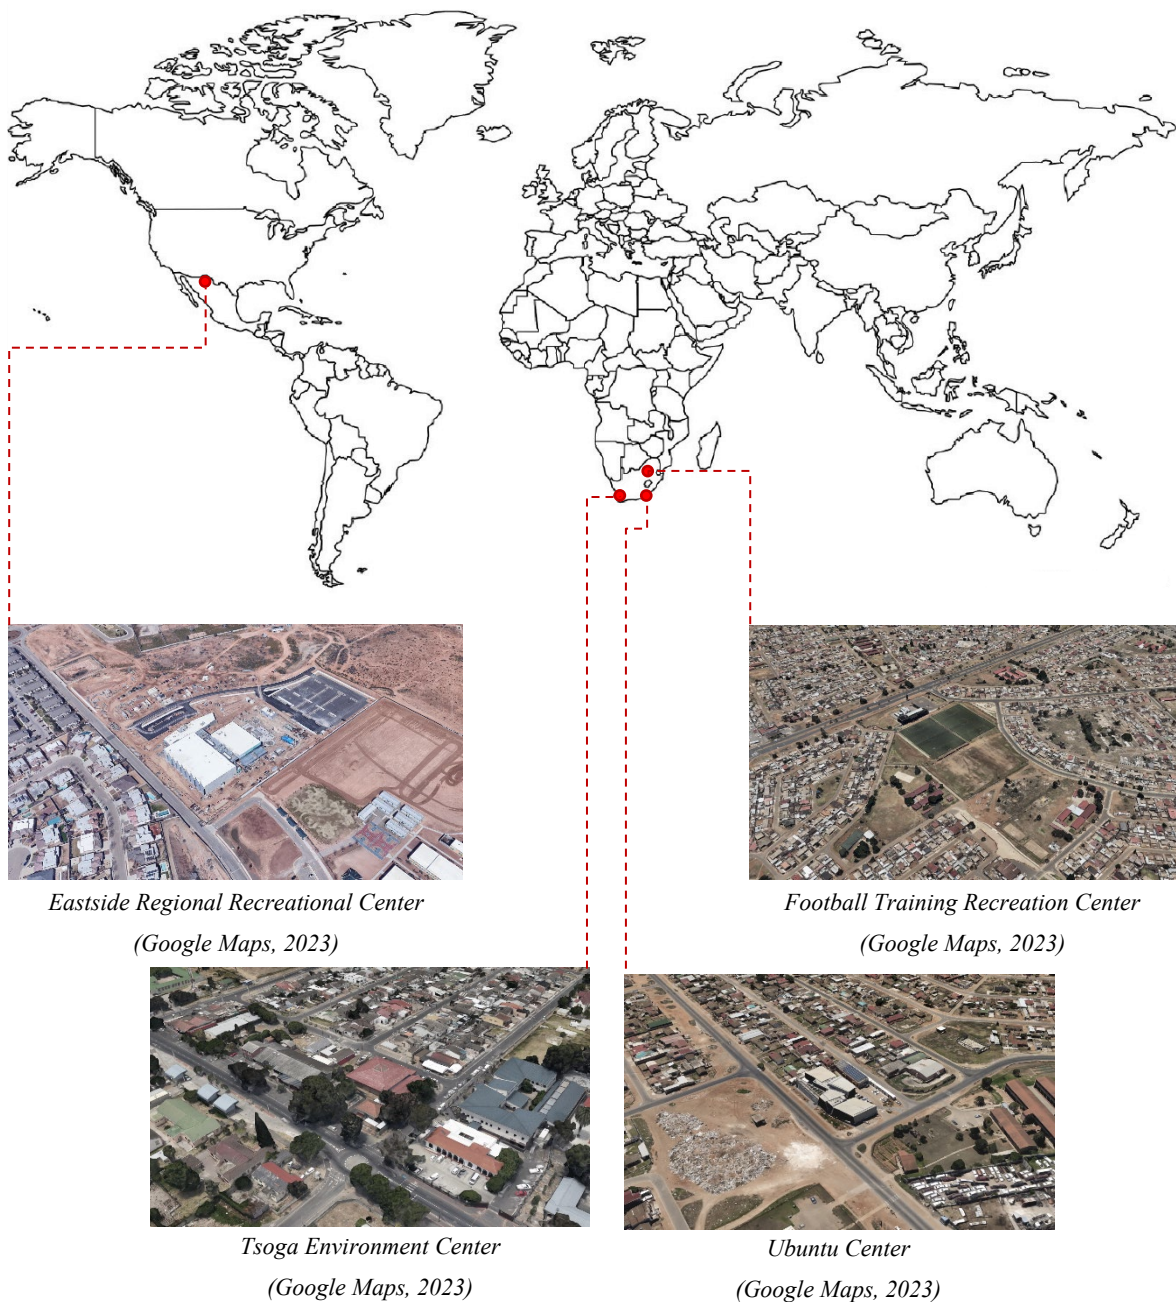 Eastside Regional Recreational Center
(Google Maps, 2023)
Football Training Recreation Center
(Google Maps, 2023)
Tsoga Environment Center
(Google Maps, 2023)
Ubuntu Center
(Google Maps, 2023)